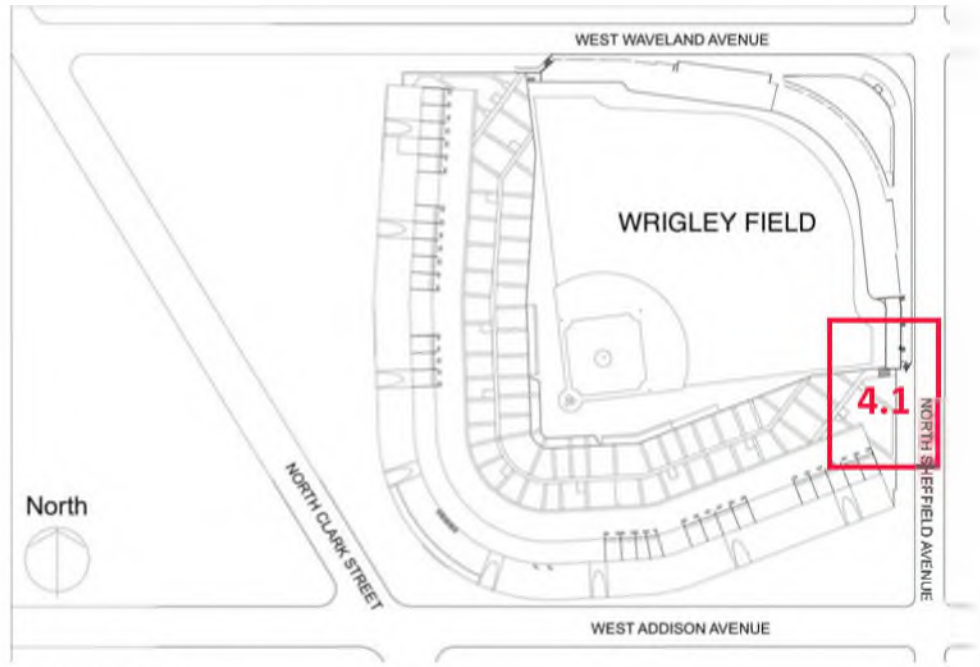 WEST WAVELAND AVENUE
WRIGLEY FIELD
4.1
NORTH SHEFFIELD AVENUE
NORTH CLARK STREET
North
WEST ADDISON AVENUE